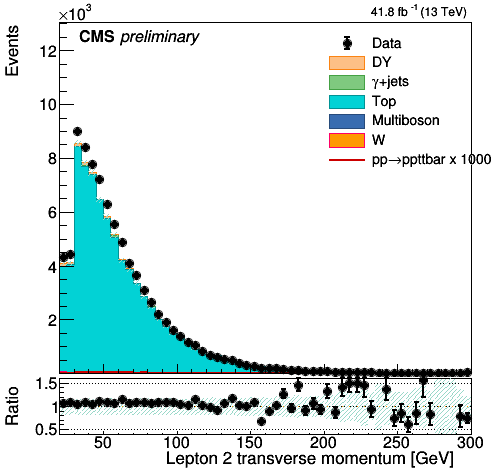 ×10³
41.8 fb⁻¹ (13 TeV)
Events
CMS preliminary
12
10
8
6
4
2
Data
DY
γ+jets
Top
Multiboson
W
pp→ppttbar x 1000
Ratio
1.5
1
0.5
50 100 150 200 250 300
Lepton 2 transverse momentum [GeV]